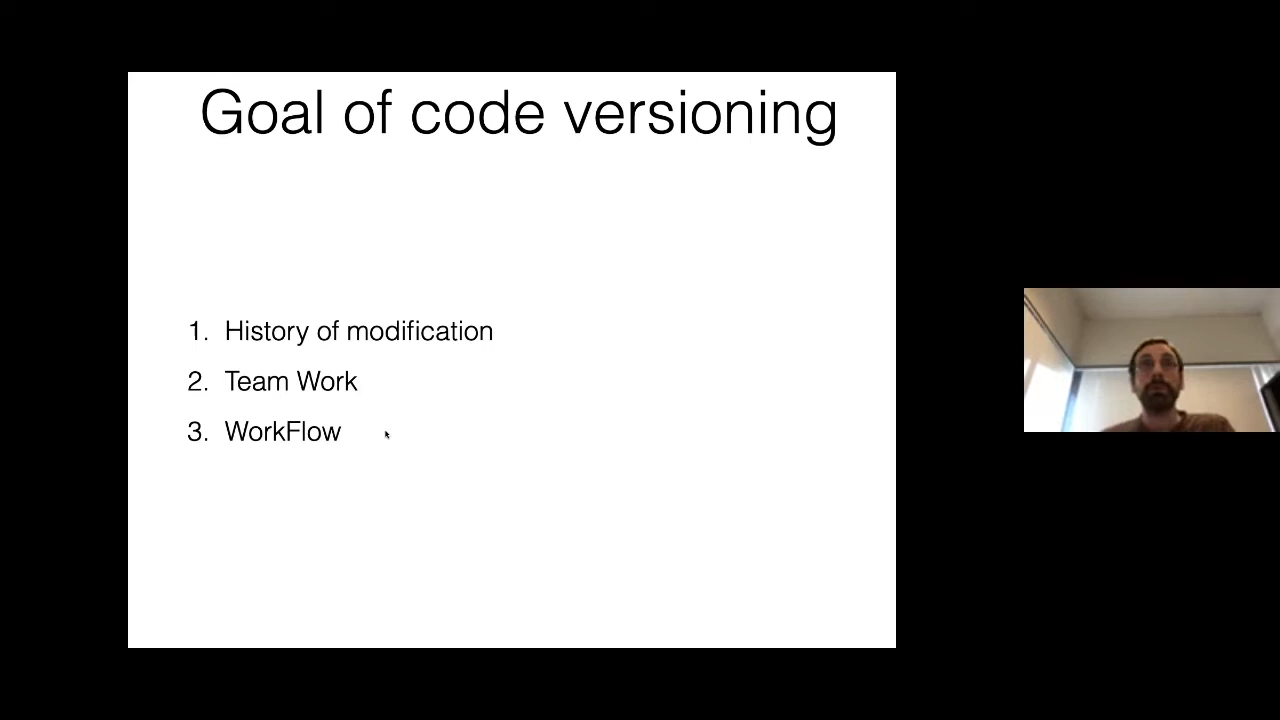 Goal of code versioning
1. History of modification
2. Team Work
3. WorkFlow